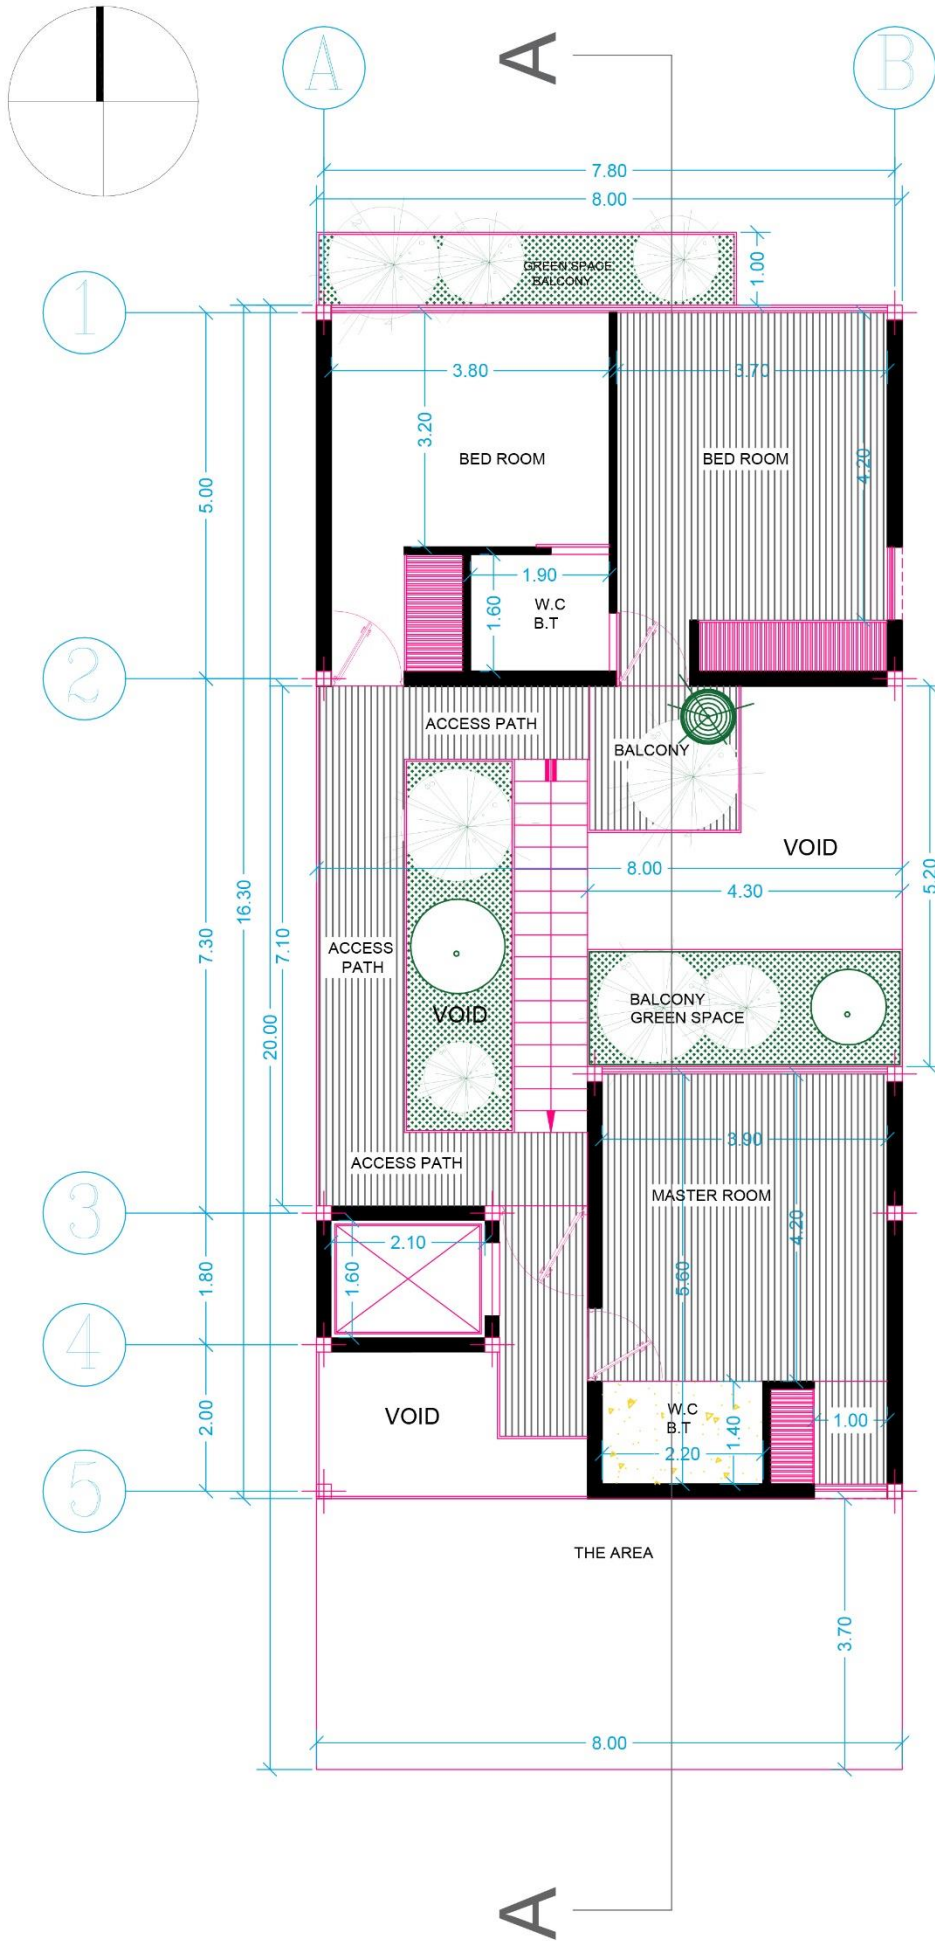 A
A
B
7.80
8.00
GREEN SPACE
BALCONY
1.00
1
3.80
3.70
3.20
BED ROOM
BED ROOM
4.20
5.00
1.90
1.60
W.C
B.T
2
ACCESS PATH
BALCONY
VOID
8.00
4.30
5.20
16.30
7.30
7.10
ACCESS
PATH
20.00
VOID
BALCONY
GREEN SPACE
3.90
ACCESS PATH
MASTER ROOM
3
4.20
2.10
1.60
5.60
1.80
4
VOID
2.00
W.C
B.T
1.40
1.00
2.20
5
THE AREA
3.70
8.00
A